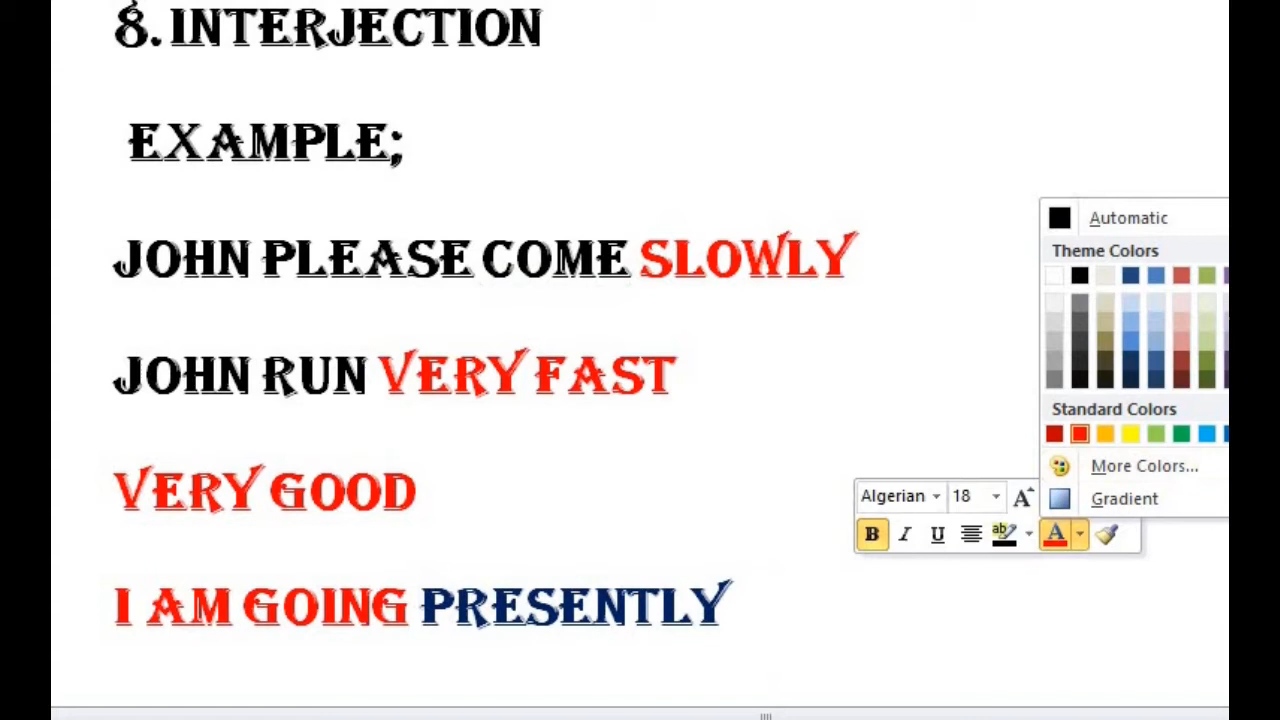 8. INTERJECTION
EXAMPLE;
JOHN PLEASE COME SLOWLY
JOHN RUN VERY FAST
VERY GOOD
I AM GOING PRESENTLY
Automatic
Theme Colors
Standard Colors
More Colors...
Gradient
Algerian 18 A
B I U ab A